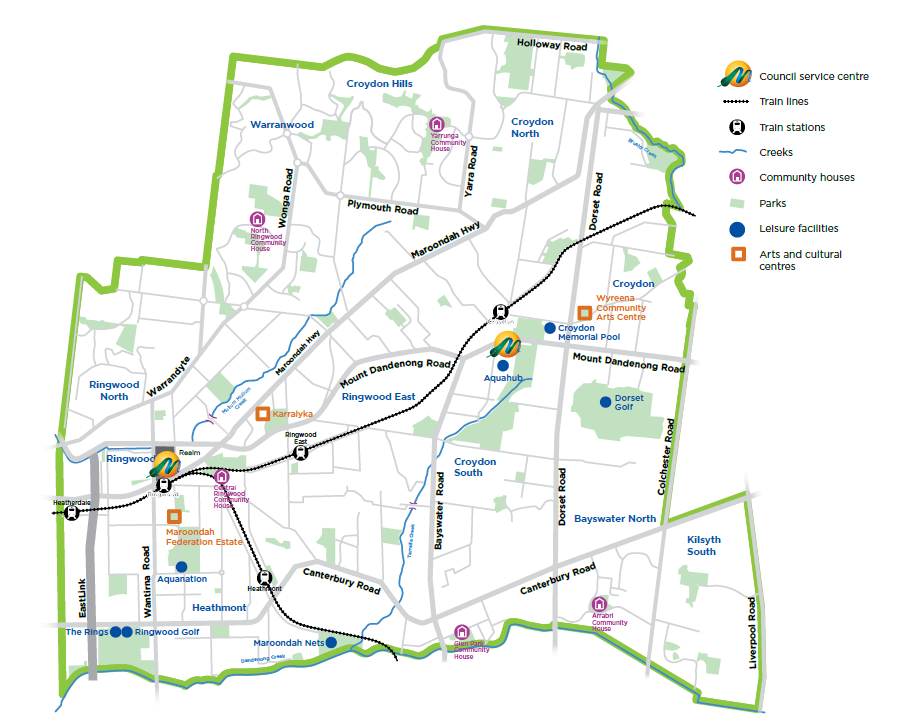 Holloway Road
Croydon Hills
Warranwood
Croydon
North
Yarrunga
Community
House
Yarra Road
Wonga Road
Plymouth Road
Maroondah Hwy
Dorset Road
North
Ringwood
Community
House
Croydon
Wyreena
Community
Arts Centre
Croydon
Memorial Pool
Mount Dandenong Road
Aquahub
Dorset
Golf
Maroondah Hwy
Mount Dandenong Road
Warrandyte
Ringwood
North
Mullum Mullum
Creek
Ringwood East
Karralyka
Ringwood
East
Realm
Ringwood
Ringwood
Central
Ringwood
Community
House
Heatherdale
Croydon
South
Colchester Road
Bayswater Road
Dorset Road
Bayswater North
Kilsyth
South
Maroondah
Federation Estate
Tarralla Creek
Aquanation
Wantirna Road
EastLink
Heathmont
Heathmont
Canterbury Road
Canterbury Road
Arrabri
Community
House
Liverpool Road
The Rings
Ringwood Golf
Maroondah Nets
Glen Park
Community
House
Dandenong Creek
Council service centre
Train lines
Train stations
Creeks
Community houses
Parks
Leisure facilities
Arts and cultural
centres